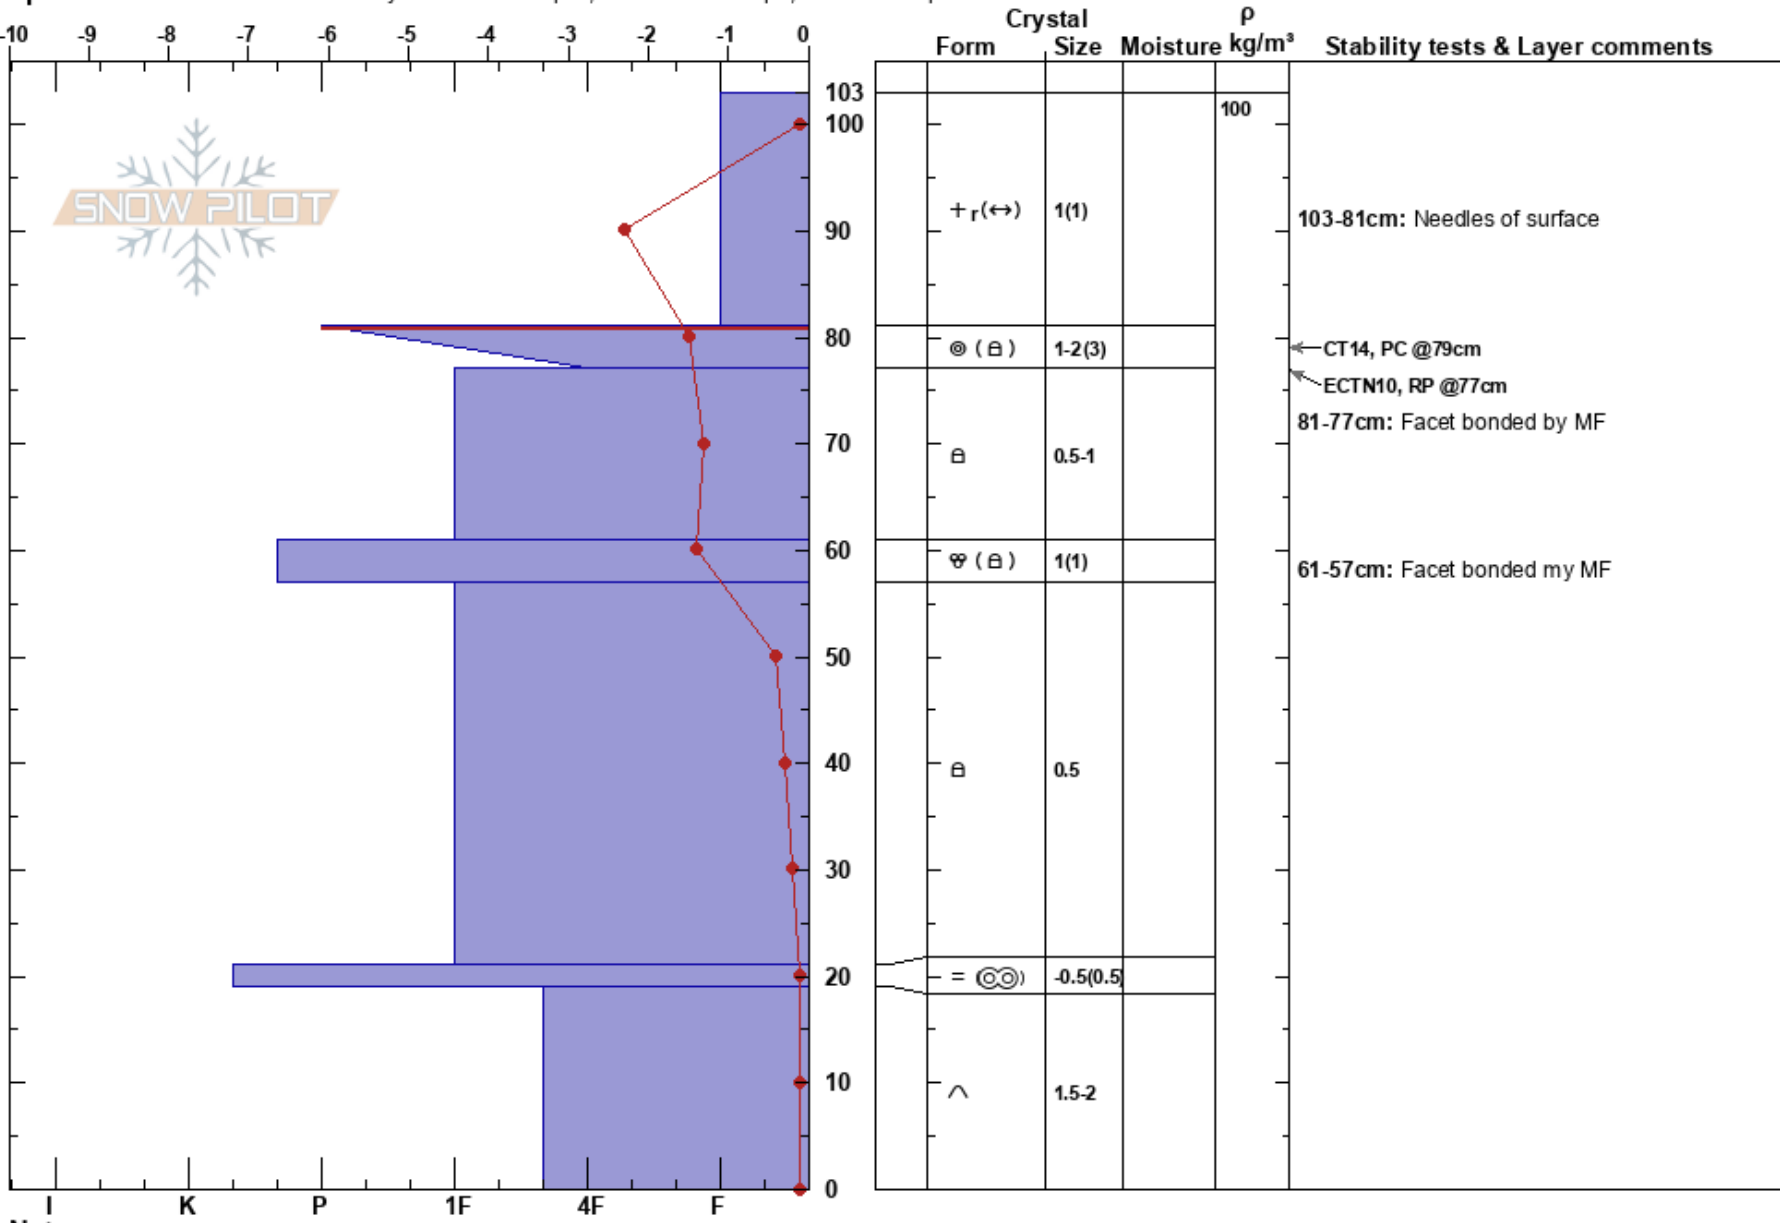 -10 -9 -8 -7 -6 -5 -4 -3 -2 -1 0
Crystal
Form Size Moisture
ρ
kg/m³
Stability tests & Layer comments
SNOW PILOT
103
100
90
80
70
60
50
40
30
20
10
0
I K P 1F 4F F
100
+r(↔) 1(1)
103-81cm: Needles of surface
1-2(3)
CT14, PC @79cm
ECTN10, RP @77cm
81-77cm: Facet bonded by MF
0.5-1
1(1)
61-57cm: Facet bonded my MF
0.5
= -0.5(0.5)
1.5-2